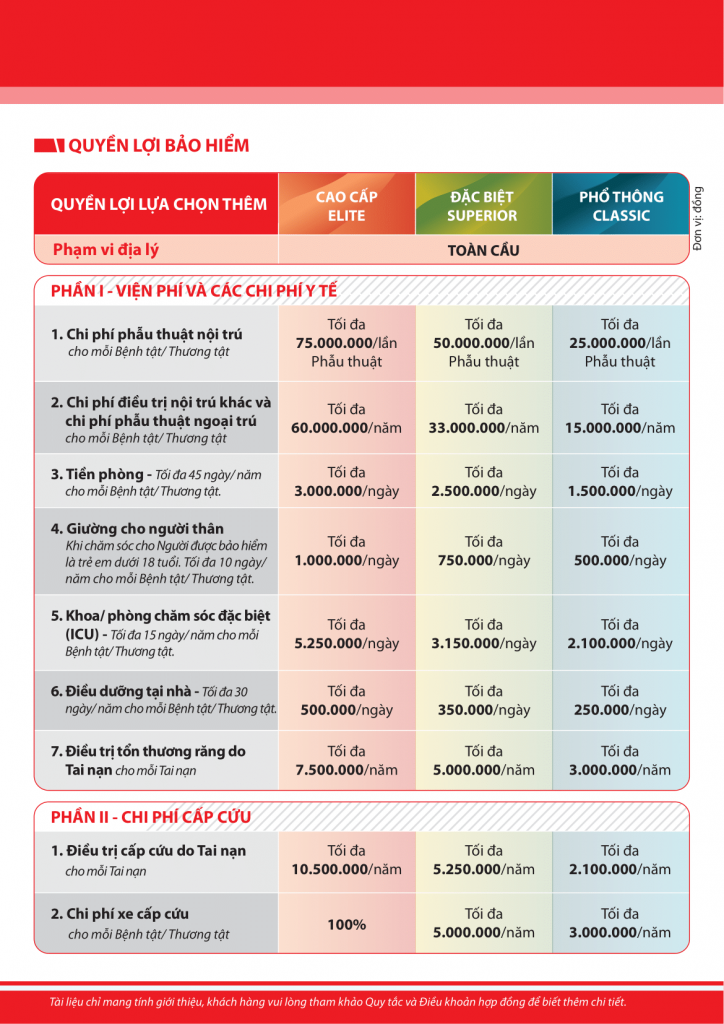 QUYỀN LỢI BẢO HIỂM
QUYỀN LỢI LỰA CHỌN THÊM
CAO CẤP
ELITE
ĐẶC BIỆT
SUPERIOR
PHỔ THÔNG
CLASSIC
Đơn vị: đồng
Phạm vi địa lý
TOÀN CẦU
PHẦN I - VIỆN PHÍ VÀ CÁC CHI PHÍ Y TẾ
1. Chi phí phẫu thuật nội trú
cho mỗi Bệnh tật/ Thương tật
Tối đa
75.000.000/lần
Phẫu thuật
Tối đa
50.000.000/lần
Phẫu thuật
Tối đa
25.000.000/lần
Phẫu thuật
2. Chi phí điều trị nội trú khác và
chi phí phẫu thuật ngoại trú
cho mỗi Bệnh tật/ Thương tật
Tối đa
60.000.000/năm
Tối đa
33.000.000/năm
Tối đa
15.000.000/năm
3. Tiền phòng - Tối đa 45 ngày/ năm
cho mỗi Bệnh tật/ Thương tật.
Tối đa
3.000.000/ngày
Tối đa
2.500.000/ngày
Tối đa
1.500.000/ngày
4. Giường cho người thân
Khi chăm sóc cho Người được bảo hiểm
là trẻ em dưới 18 tuổi. Tối đa 10 ngày/
năm cho mỗi Bệnh tật/ Thương tật.
Tối đa
1.000.000/ngày
Tối đa
750.000/ngày
Tối đa
500.000/ngày
5. Khoa/ phòng chăm sóc đặc biệt
(ICU) - Tối đa 15 ngày/ năm cho mỗi
Bệnh tật/ Thương tật.
Tối đa
5.250.000/ngày
Tối đa
3.150.000/ngày
Tối đa
2.100.000/ngày
6. Điều dưỡng tại nhà - Tối đa 30
ngày/ năm cho mỗi Bệnh tật/ Thương tật.
Tối đa
500.000/ngày
Tối đa
350.000/ngày
Tối đa
250.000/ngày
7. Điều trị tổn thương răng do
Tai nạn cho mỗi Tai nạn
Tối đa
7.500.000/năm
Tối đa
5.000.000/năm
Tối đa
3.000.000/năm
PHẦN II - CHI PHÍ CẤP CỨU
1. Điều trị cấp cứu do Tai nạn
cho mỗi Tai nạn
Tối đa
10.500.000/năm
Tối đa
5.250.000/năm
Tối đa
2.100.000/năm
2. Chi phí xe cấp cứu
cho mỗi Bệnh tật/ Thương tật
100%
Tối đa
5.000.000/năm
Tối đa
3.000.000/năm
Tài liệu chỉ mang tính giới thiệu, khách hàng vui lòng tham khảo Quy tắc và Điều khoản hợp đồng để biết thêm chi tiết.